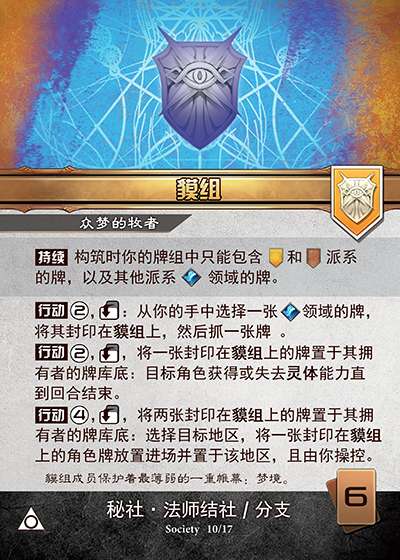 貘组
众梦的牧者
持续 构筑时你的牌组中只能包含 和 派系
的牌，以及其他派系 领域的牌。
行动②，：从你的手中选择一张 领域的牌，
将其封印在貘组上，然后抓一张牌 。
行动②，，将一张封印在貘组上的牌置于其拥
有者的牌库底：目标角色获得或失去灵体能力直
到回合结束。
行动④，，将两张封印在貘组上的牌置于其拥
有者的牌库底：选择目标地区，将一张封印在貘组
上的角色牌放置进场并置于该地区，且由你操控。
貘组成员保护着最薄弱的一重帷幕：梦境。
6
秘社·法师结社/分支
Society 10/17